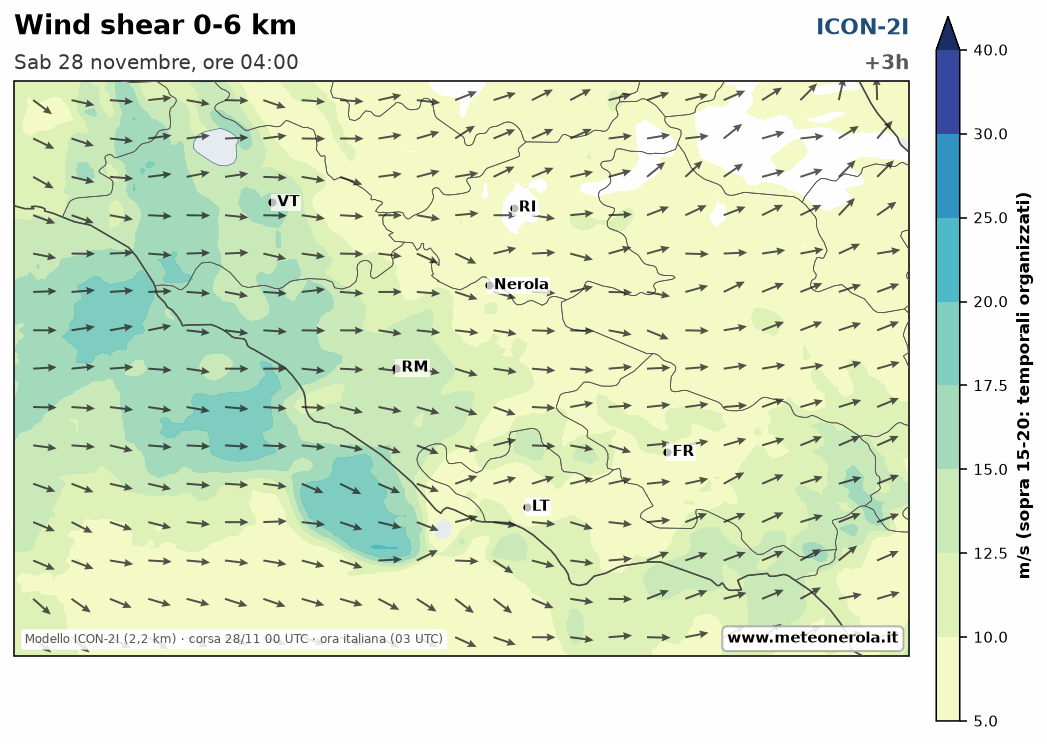 Wind shear 0-6 km
ICON-2I
Sab 28 novembre, ore 04:00
+3h
VT
RI
Nerola
RM
FR
LT
Modello ICON-2I (2,2 km) · corsa 28/11 00 UTC · ora italiana (03 UTC)
www.meteonerola.it
40.0
30.0
25.0
20.0
17.5
15.0
12.5
10.0
5.0
m/s (sopra 15-20: temporali organizzati)